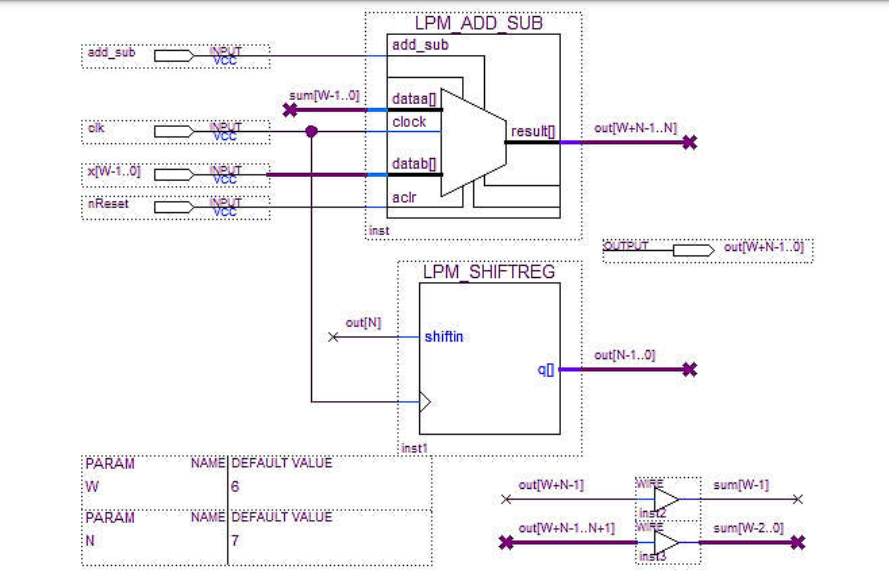 LPM_ADD_SUB
add_sub INPUT VCC add_sub
sum[W-1..0] dataa[]
clk INPUT VCC clock result[] out[W+N-1..N]
x[W-1..0] INPUT VCC datab[]
nReset INPUT VCC aclr
inst
OUTPUT out[W+N-1..0]
LPM_SHIFTREG
out[N] shiftin
q[] out[N-1..0]
inst1
PARAM NAME DEFAULT VALUE
W 6
PARAM NAME DEFAULT VALUE
N 7
out[W+N-1] WIRE sum[W-1]
inst2
out[W+N-1..N+1] WIRE sum[W-2..0]
inst3